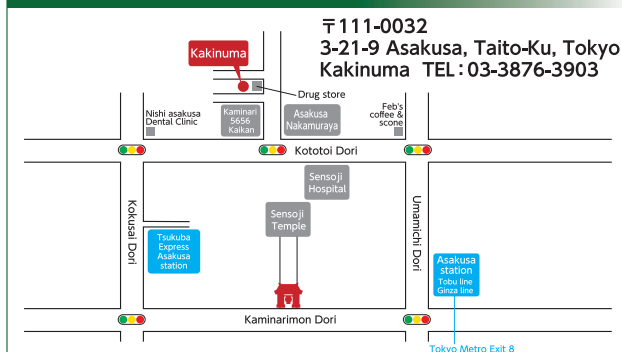 〒111-0032
3-21-9 Asakusa, Taito-Ku, Tokyo
Kakinuma TEL:03-3876-3903
Kakinuma
Drug store
Nishi asakusa
Dental Clinic
Kaminari
5656
Kaikan
Asakusa
Nakamuraya
Feb's
coffee &
scone
Kototoi Dori
Sensoji
Hospital
Kokusai Dori
Sensoji
Temple
Umamichi Dori
Tsukuba
Express
Asakusa
station
Asakusa
station
Tobu line
Ginza line
Kaminarimon Dori
Tokyo Metro Exit 8